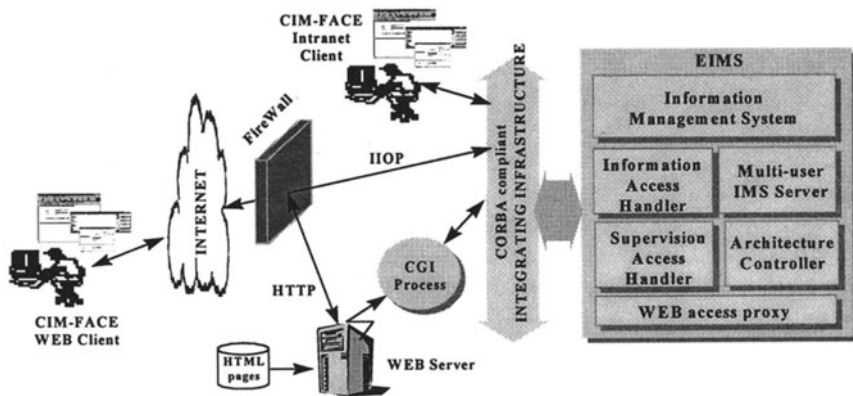 CIM-FACE
Intranet
Client
FireWall
INTERNET
IIOP
CORBA compliant
INTEGRATING INFRASTRUCTURE
EIMS
Information
Management System
Information
Access
Handler
Multi-user
IMS Server
Supervision
Access
Handler
Architecture
Controller
WEB access proxy
CIM-FACE
WEB Client
HTTP
CGI
Process
HTML
pages
WEB Server